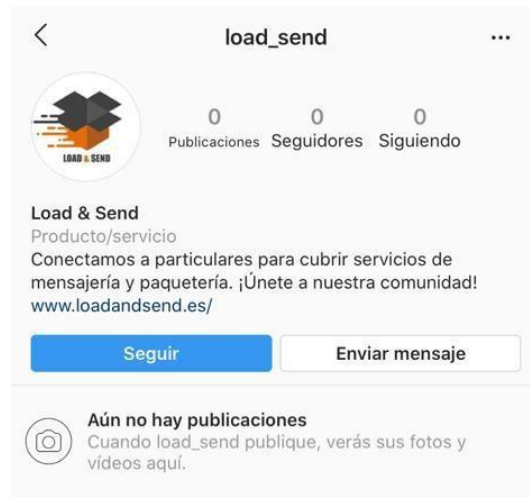 load_send
...
LOAD & SEND
0 0 0
Publicaciones Seguidores Siguiendo
Load & Send
Producto/servicio
Conectamos a particulares para cubrir servicios de
mensajería y paquetería. ¡Únete a nuestra comunidad!
www.loadandsend.es/
Seguir Enviar mensaje
Aún no hay publicaciones
Cuando load_send publique, verás sus fotos y
vídeos aquí.